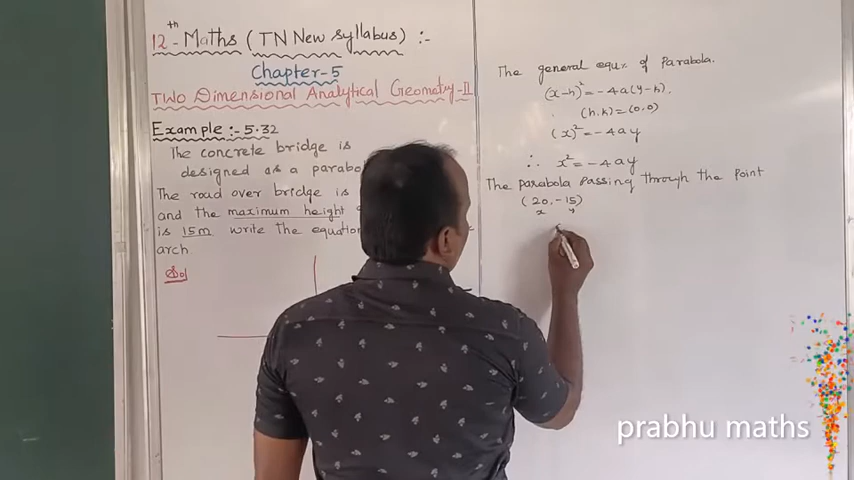 12th - Maths (TN New syllabus) :-
Chapter-5
TWO Dimensional Analytical Geometry-II
Example :- 5.32
The concrete bridge is
designed as a parabo
The road over bridge is
and the maximum height of
is 15m write the equation
arch
Sol
The general equn of Parabola.
(x-h)² = -4a(y-k).
(h,k)=(0,0)
(x)² = -4ay
∴ x² = -4ay
The parabola passing through the point
(20,-15)
x y
prabhu maths